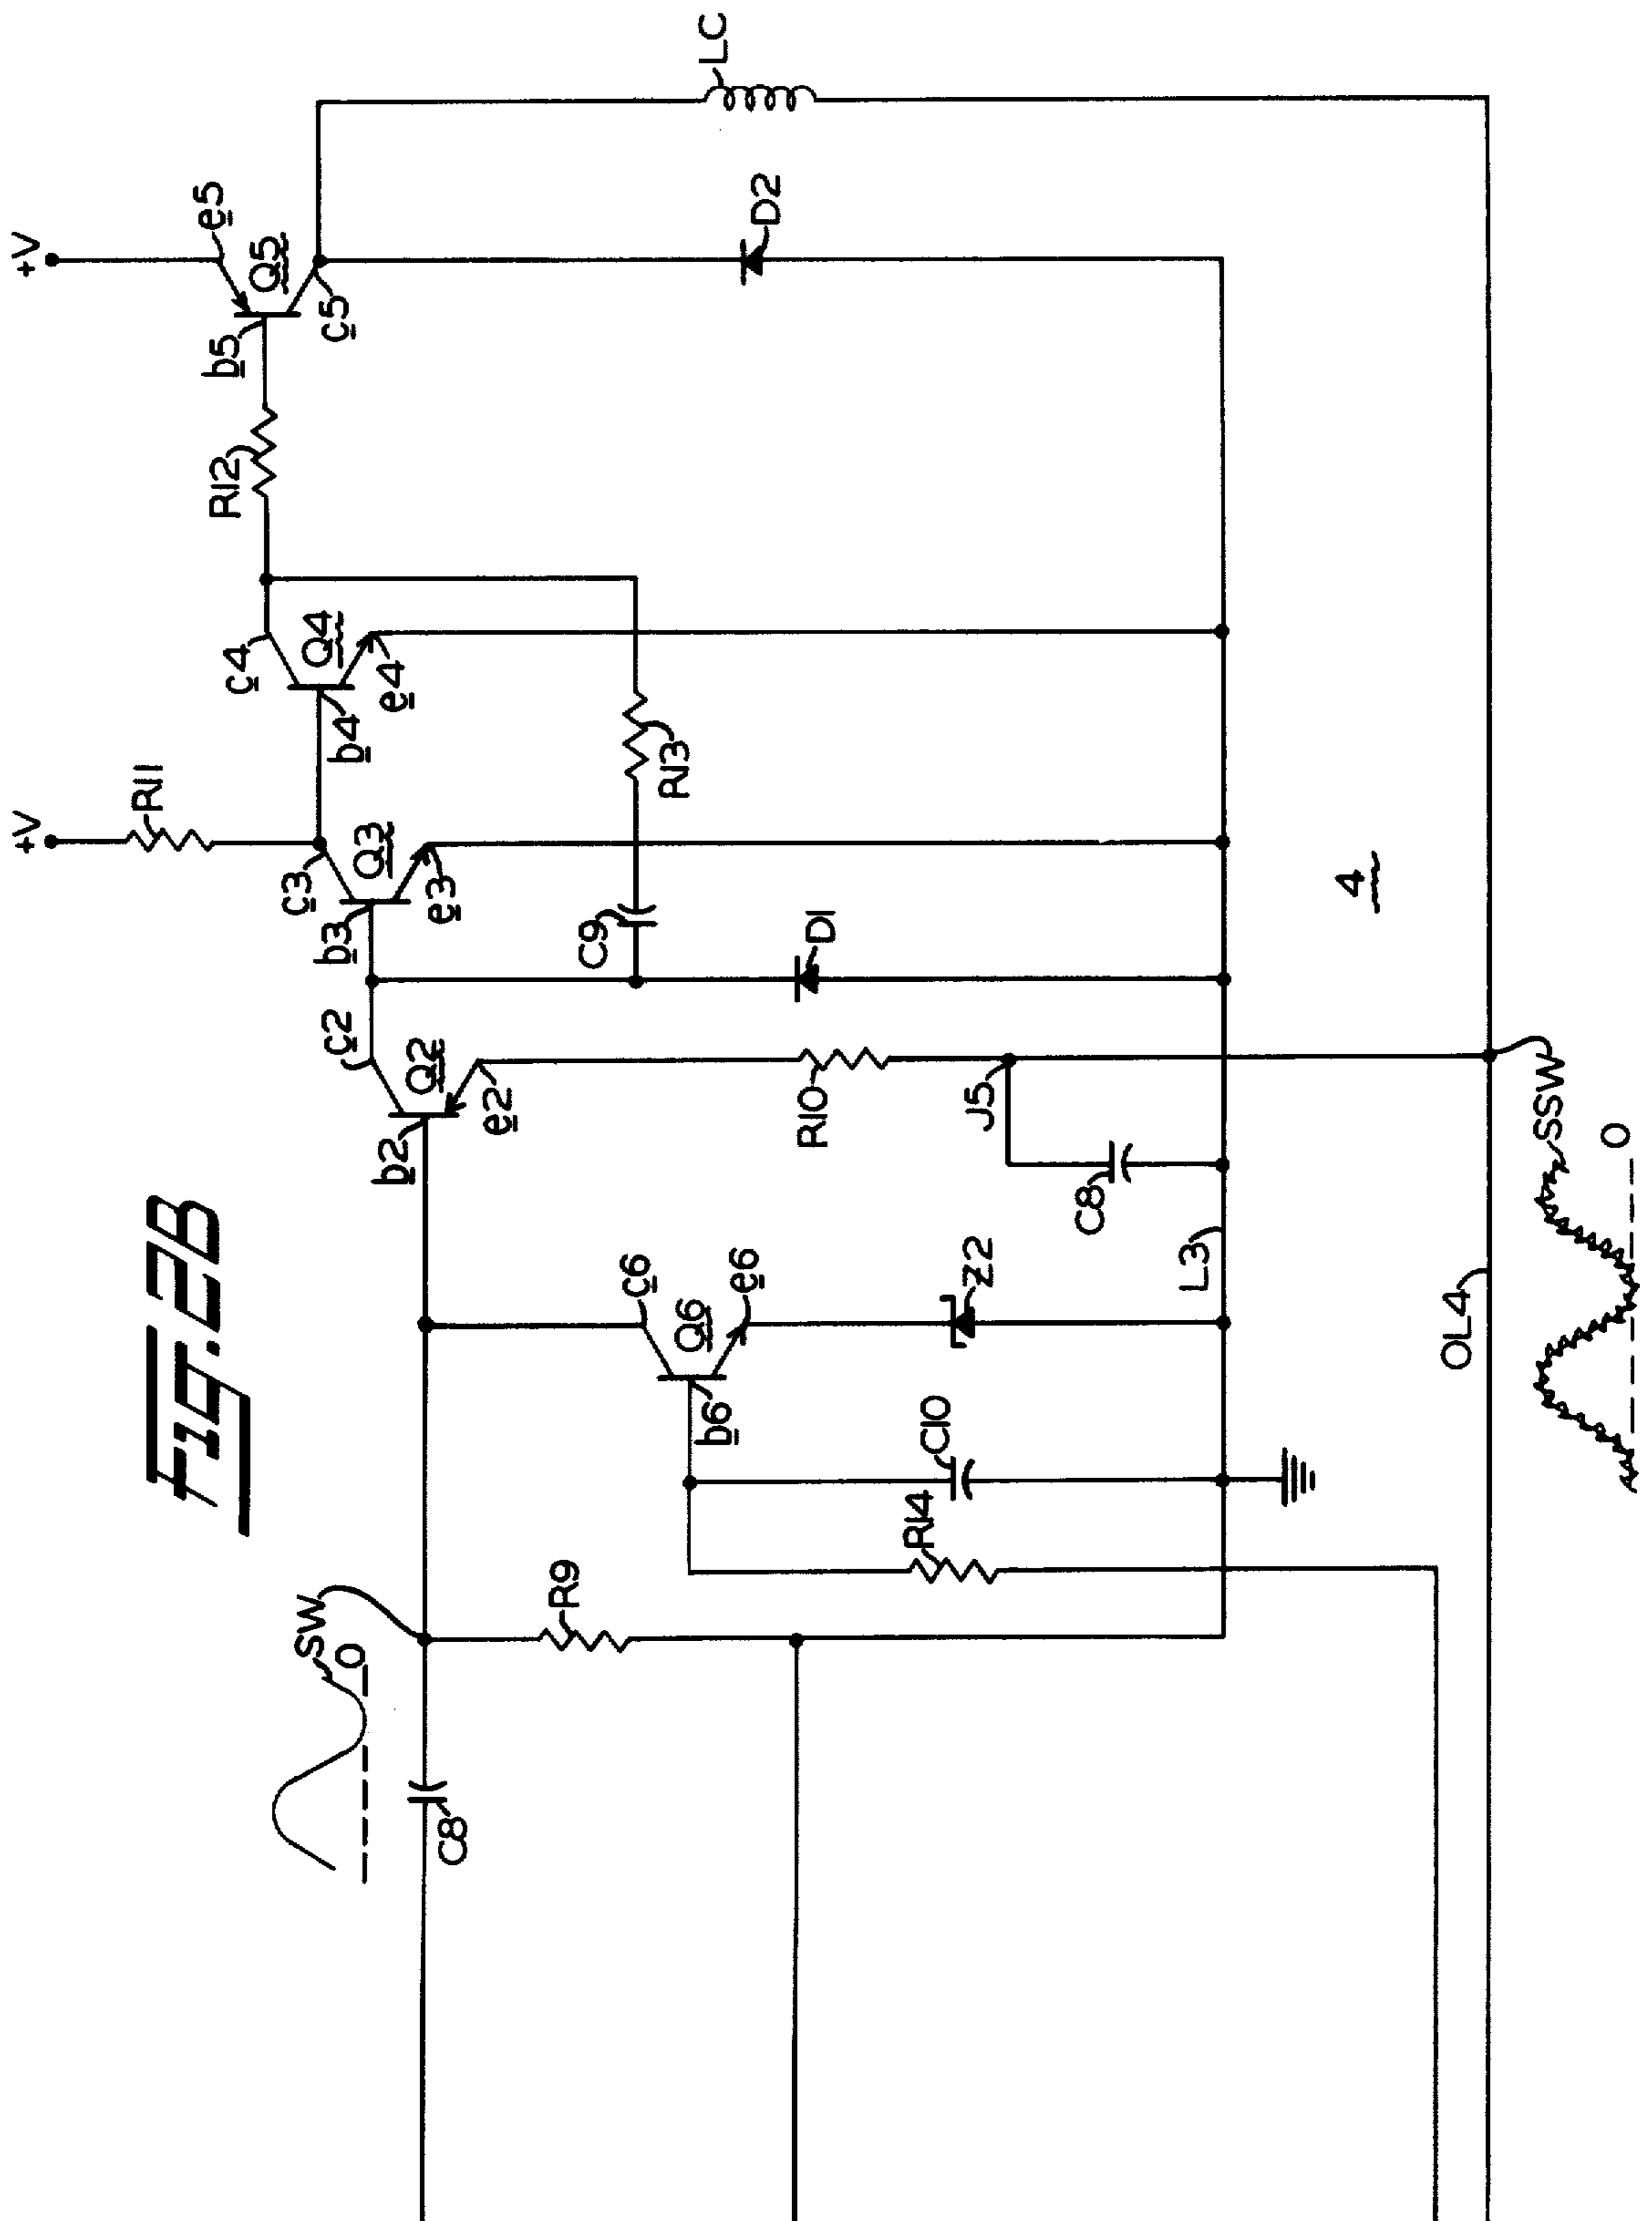 Fig. 2B
+V
+V
e5
Q5
b5
c5
R12
LC
D2
R11
c4
Q4
e4
b4
c3
Q3
e3
b3
R13
C9
D1
c2
Q2
b2
e2
R10
J5
C8
c6
Q6
e6
b6
Z2
L3
C10
R14
R9
SW
0
C8
4
OL4
SSW
0